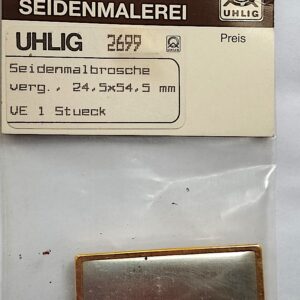 SEIDENMALEREI
UHLIG
UHLIG 2699 Preis
Seidenmalbrosche
verg., 24,5x54,5 mm
VE 1 Stueck